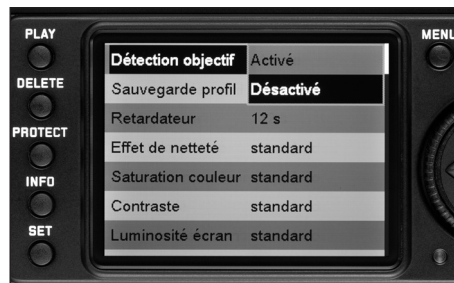 PLAY
DELETE
PROTECT
INFO
SET
MENU
Détection objectif Activé
Sauvegarde profil Désactivé
Retardateur 12 s
Effet de netteté standard
Saturation couleur standard
Contraste standard
Luminosité écran standard